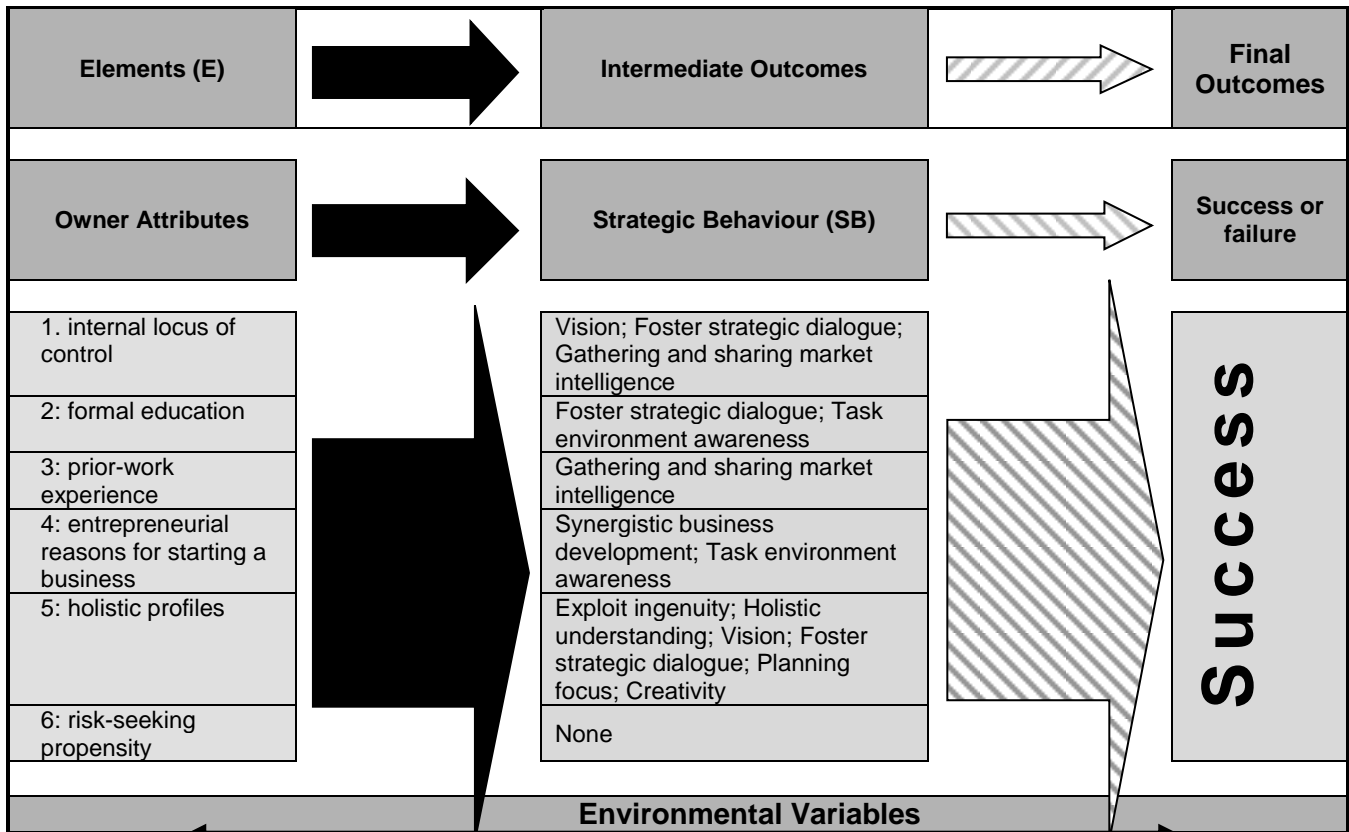 Elements (E)
Intermediate Outcomes
Final
Outcomes
Owner Attributes
Strategic Behaviour (SB)
Success or
failure
1. internal locus of
control
Vision; Foster strategic dialogue;
Gathering and sharing market
intelligence
2: formal education
Foster strategic dialogue; Task
environment awareness
3: prior-work
experience
Gathering and sharing market
intelligence
4: entrepreneurial
reasons for starting a
business
Synergistic business
development; Task environment
awareness
5: holistic profiles
Exploit ingenuity; Holistic
understanding; Vision; Foster
strategic dialogue; Planning
focus; Creativity
6: risk-seeking
propensity
None
Success
Environmental Variables